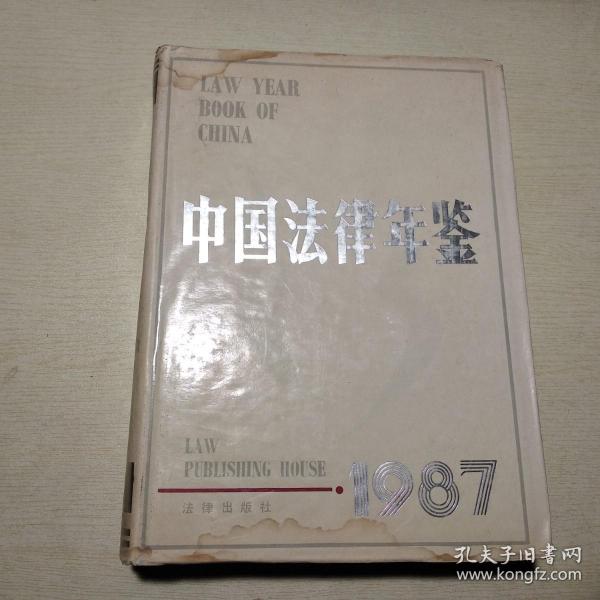 LAW YEAR
BOOK OF
CHINA
中国法律年鉴
LAW
PUBLISHING HOUSE
1987
法律出版社
孔夫子旧书网
www.kongfz.com